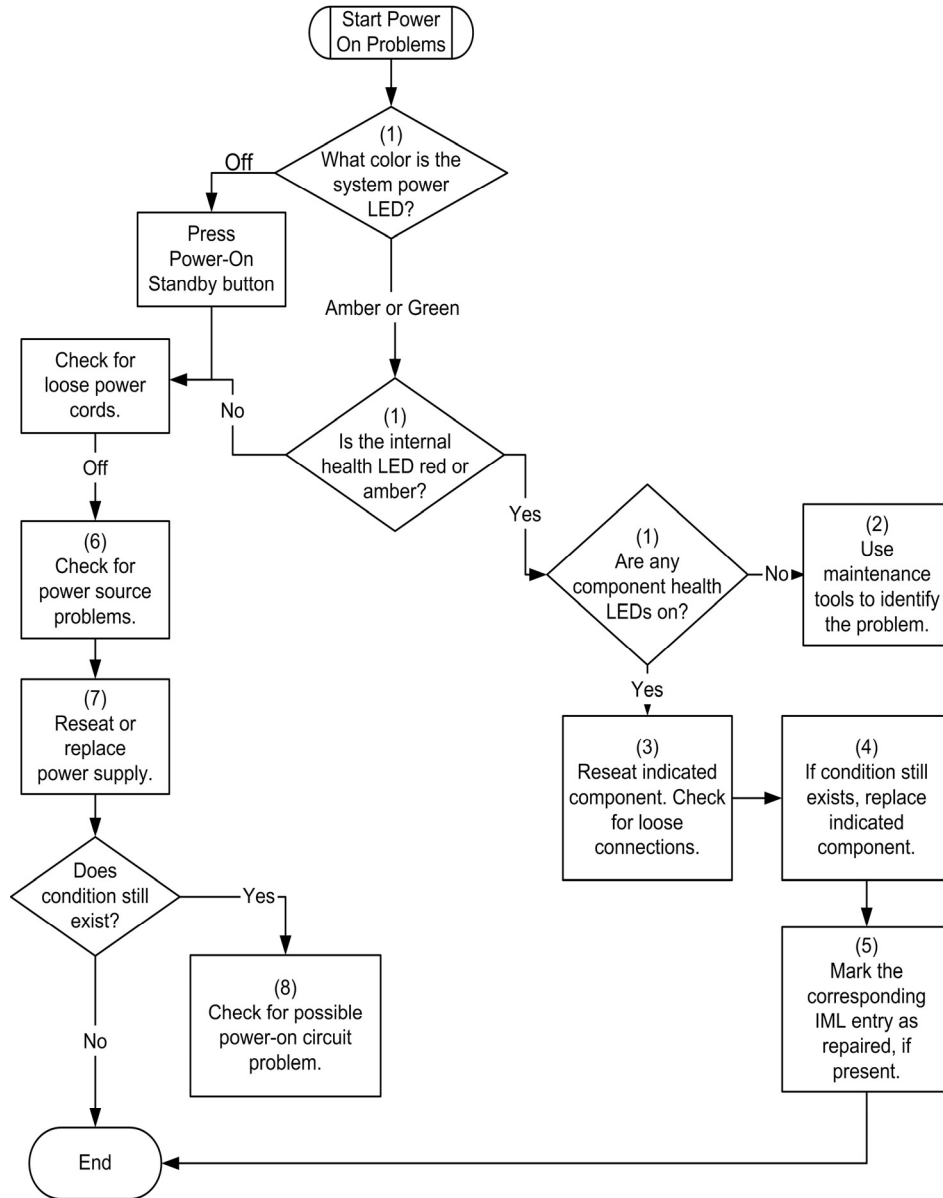 Start Power
On Problems
(1)
What color is the
system power
LED?
Off
Press
Power-On
Standby button
Amber or Green
Check for
loose power
cords.
No
(1)
Is the internal
health LED red or
amber?
Off
Yes
(1)
Are any
component health
LEDs on?
No
(2)
Use
maintenance
tools to identify
the problem.
(6)
Check for
power source
problems.
Yes
(7)
Reseat or
replace
power supply.
(3)
Reseat indicated
component. Check
for loose
connections.
(4)
If condition still
exists, replace
indicated
component.
Does
condition still
exist?
Yes
(8)
Check for possible
power-on circuit
problem.
(5)
Mark the
corresponding
IML entry as
repaired, if
present.
No
End